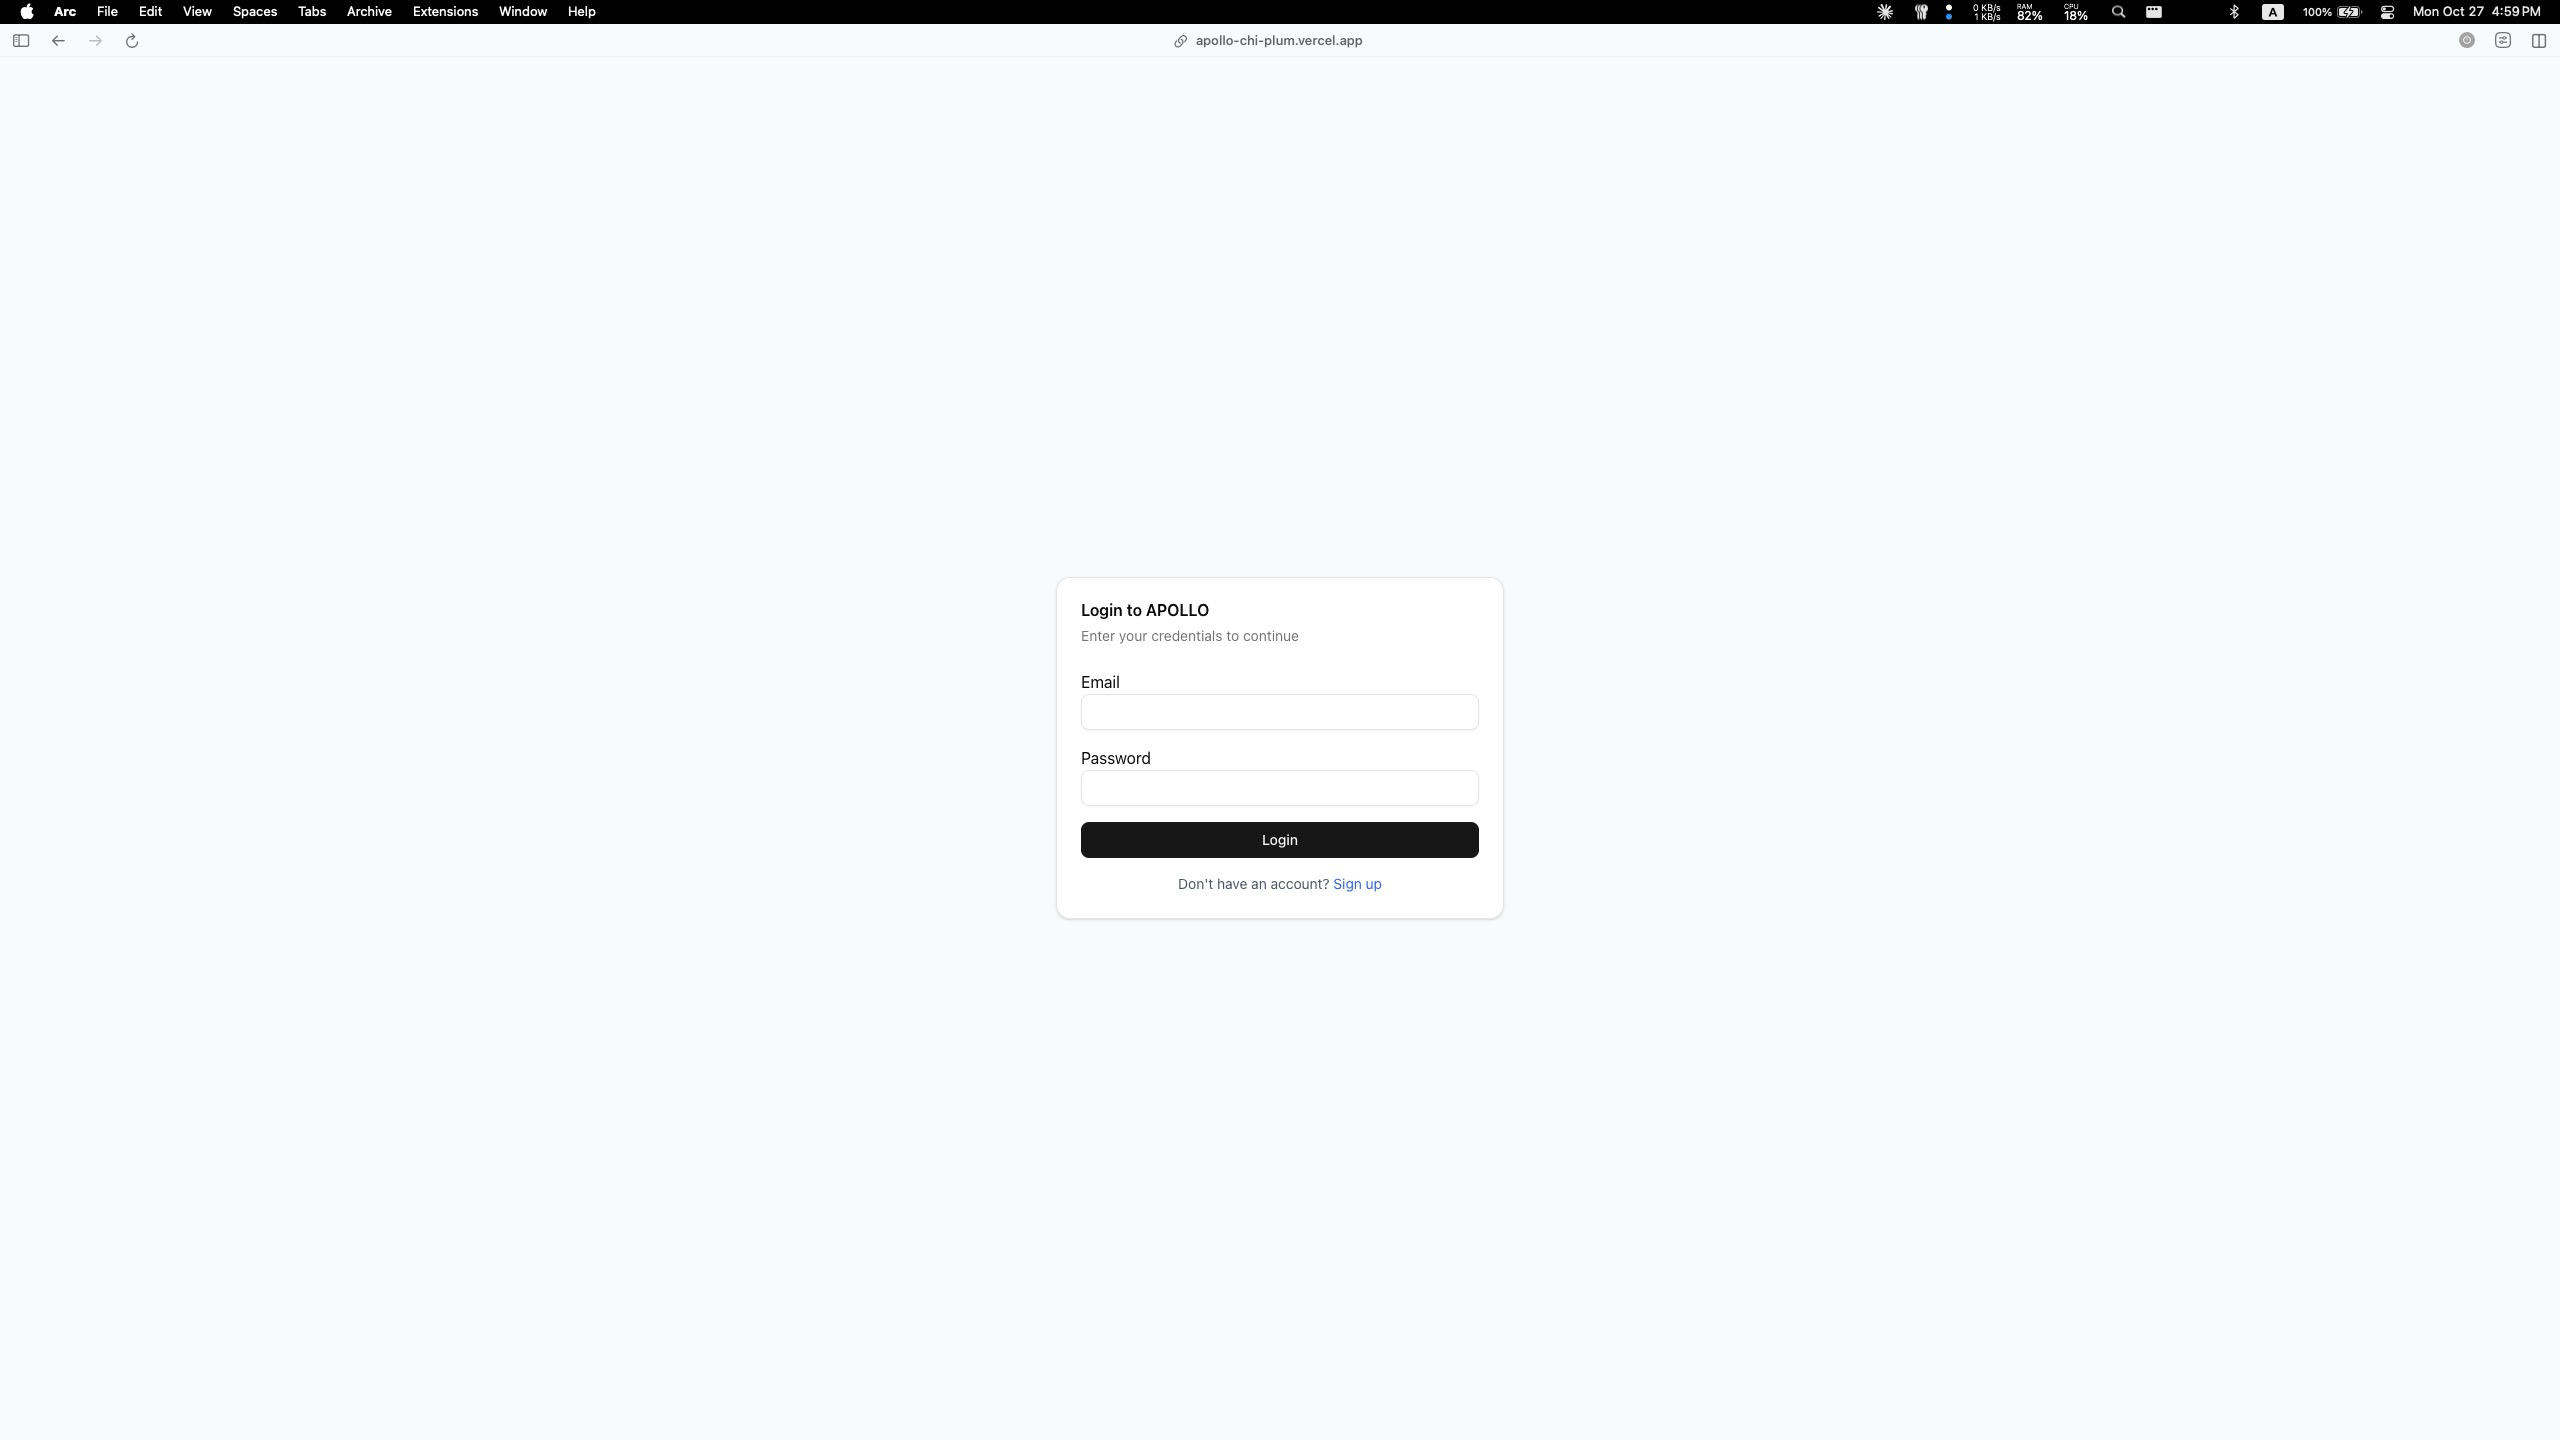 Arc File Edit View Spaces Tabs Archive Extensions Window Help 0 KB/s 1 KB/s RAM 82% CPU 18% A 100% Mon Oct 27 4:59 PM
apollo-chi-plum.vercel.app
Login to APOLLO
Enter your credentials to continue
Email
Password
Login
Don't have an account? Sign up